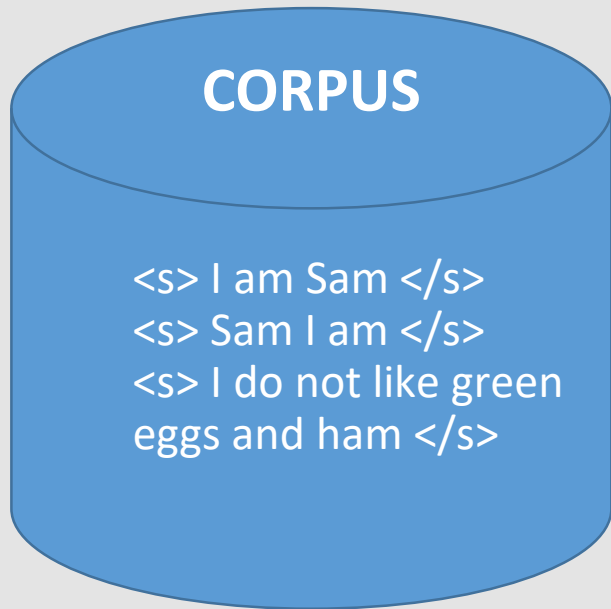 CORPUS
<s> I am Sam </s>
<s> Sam I am </s>
<s> I do not like green
eggs and ham </s>